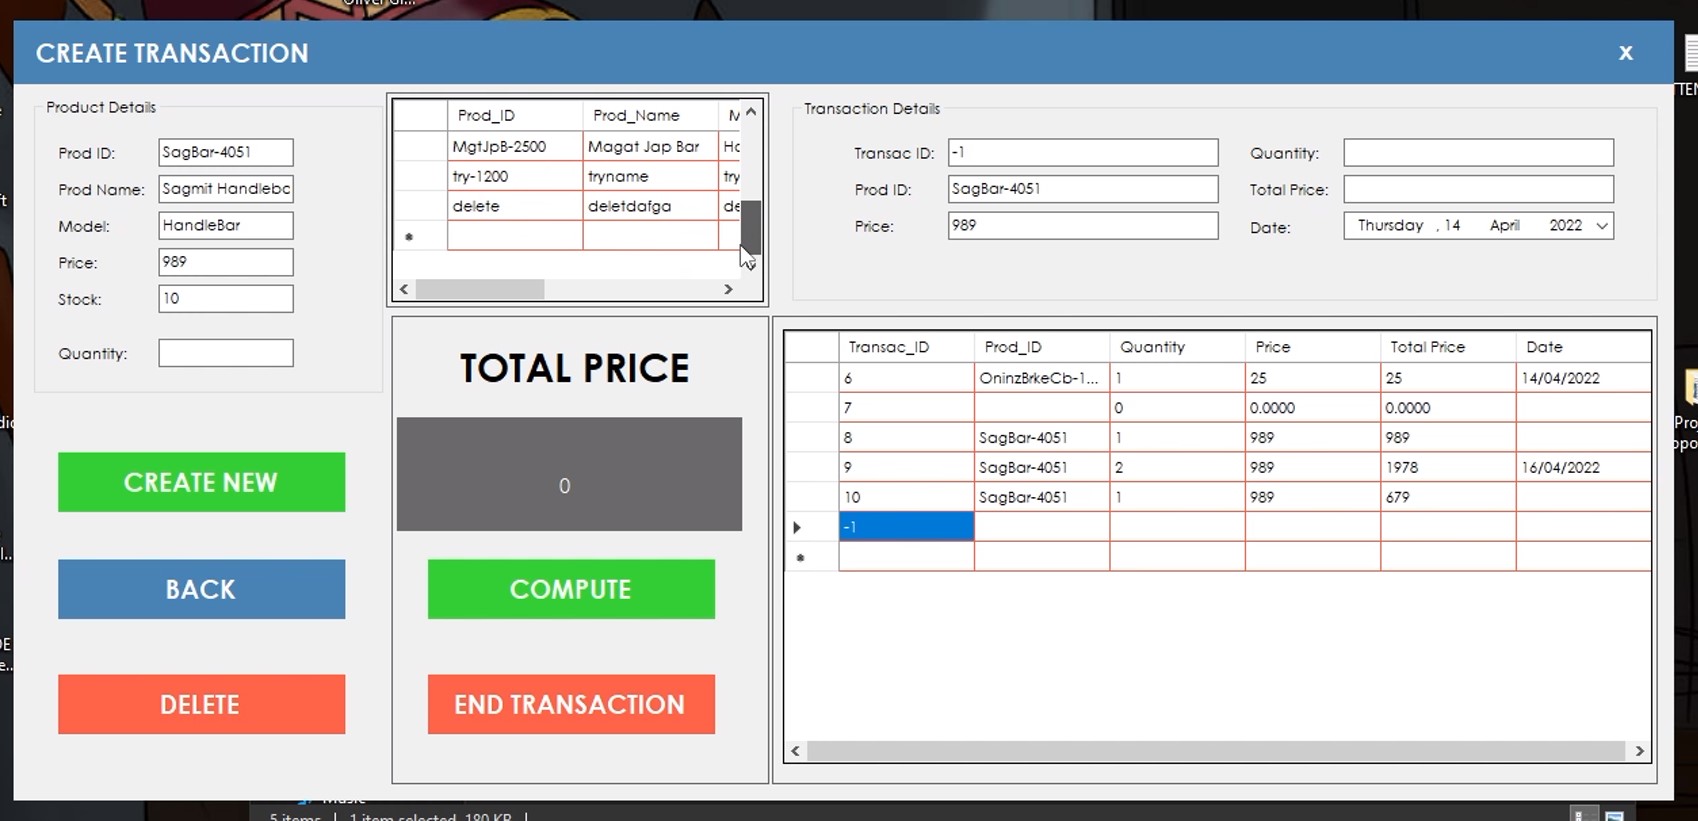 CREATE TRANSACTION
X
Product Details
Prod ID: SagBar-4051
Prod Name: Sagmit Handlebc
Model: HandleBar
Price: 989
Stock: 10
Quantity:
Prod_ID Prod_Name M
MgtJpB-2500 Magat Jap Bar Ha
try-1200 tryname try
delete deletdafga de
Transaction Details
Transac ID: -1 Quantity:
Prod ID: SagBar-4051 Total Price:
Price: 989 Date: Thursday , 14 April 2022
TOTAL PRICE
0
COMPUTE
END TRANSACTION
CREATE NEW
BACK
DELETE
Transac_ID Prod_ID Quantity Price Total Price Date
6 OninzBrkeCb-1... 1 25 25 14/04/2022
7 0 0.0000 0.0000
8 SagBar-4051 1 989 989
9 SagBar-4051 2 989 1978 16/04/2022
10 SagBar-4051 1 989 679
-1
5 items 1 item selected 180 KB